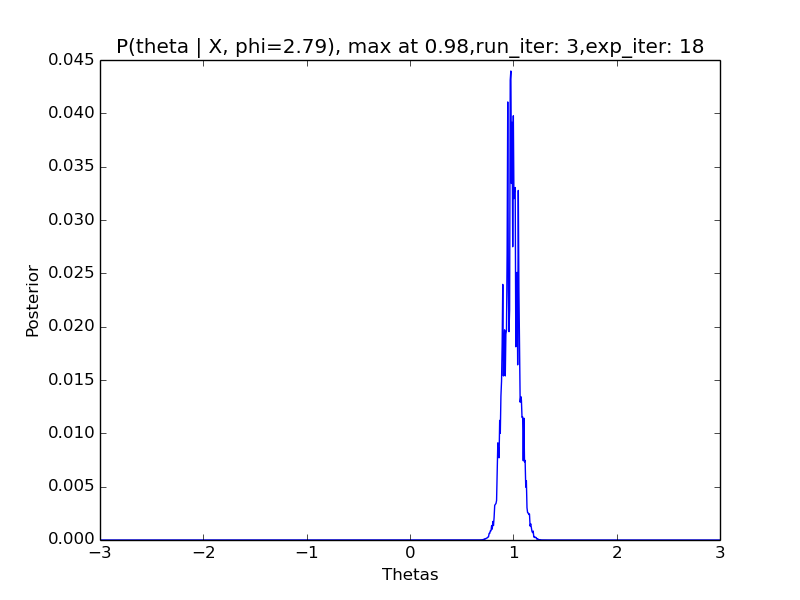 P(theta | X, phi=2.79), max at 0.98,run_iter: 3,exp_iter: 18
0.045
0.040
0.035
0.030
0.025
0.020
0.015
0.010
0.005
0.000
Posterior
−3 −2 −1 0 1 2 3
Thetas